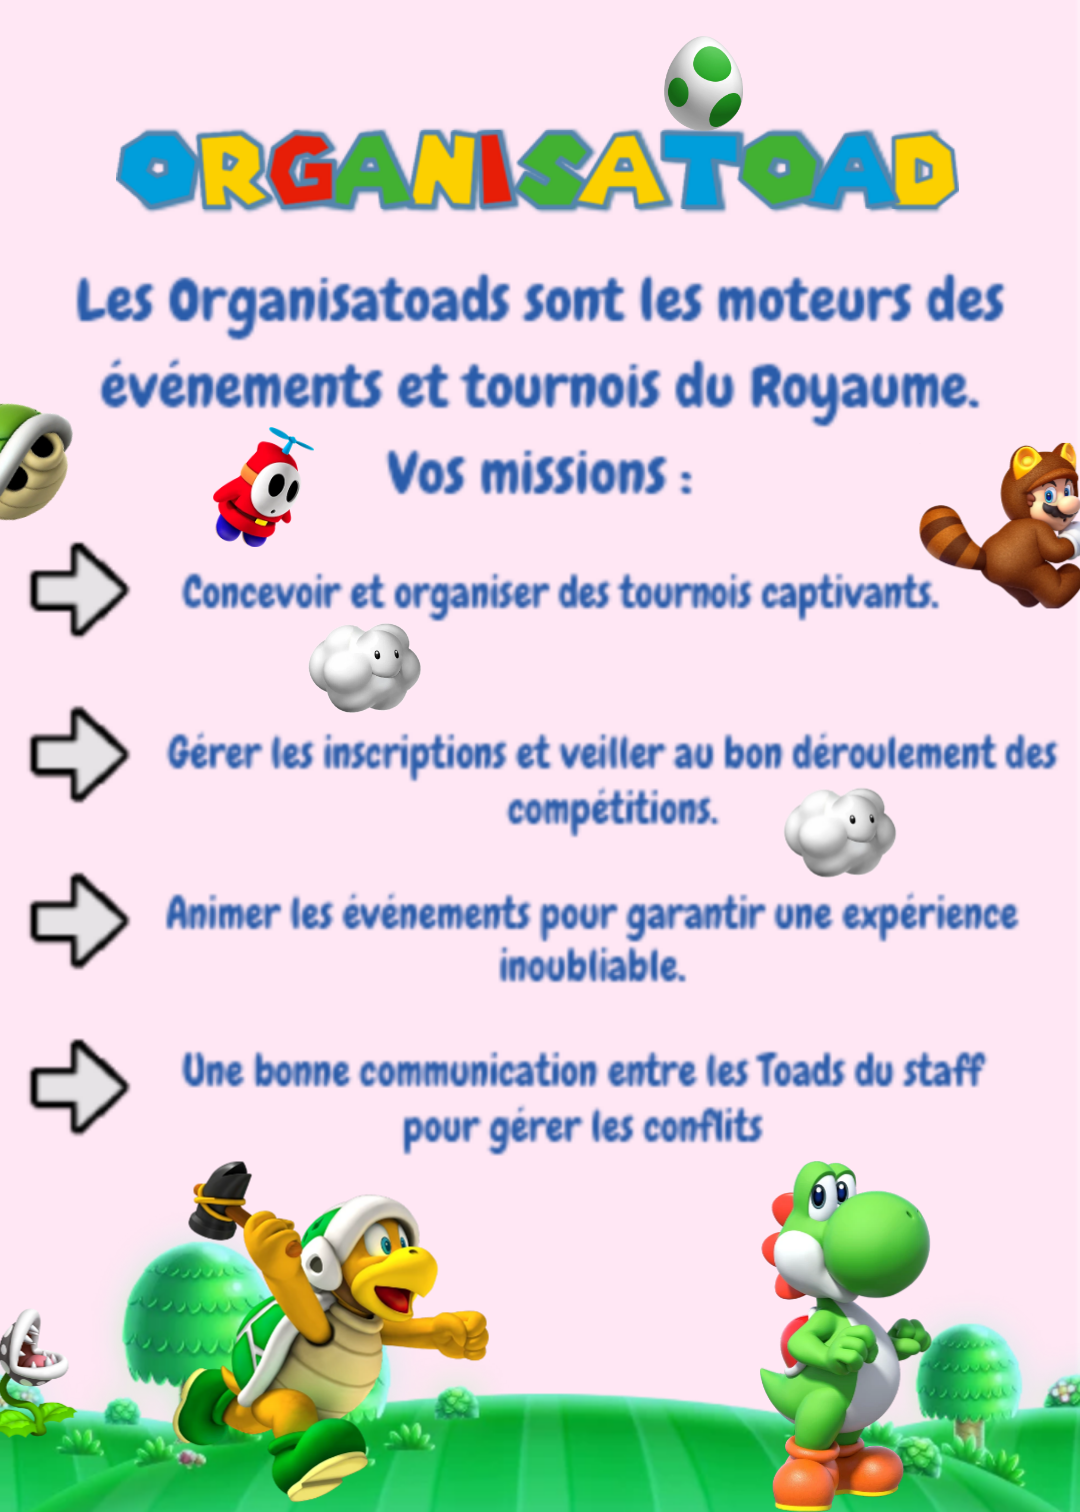 ORGANISATOAD
Les Organisatoads sont les moteurs des
événements et tournois du Royaume.
Vos missions :
Concevoir et organiser des tournois captivants.
Gérer les inscriptions et veiller au bon déroulement des
compétitions.
Animer les événements pour garantir une expérience
inoubliable.
Une bonne communication entre les Toads du staff
pour gérer les conflits